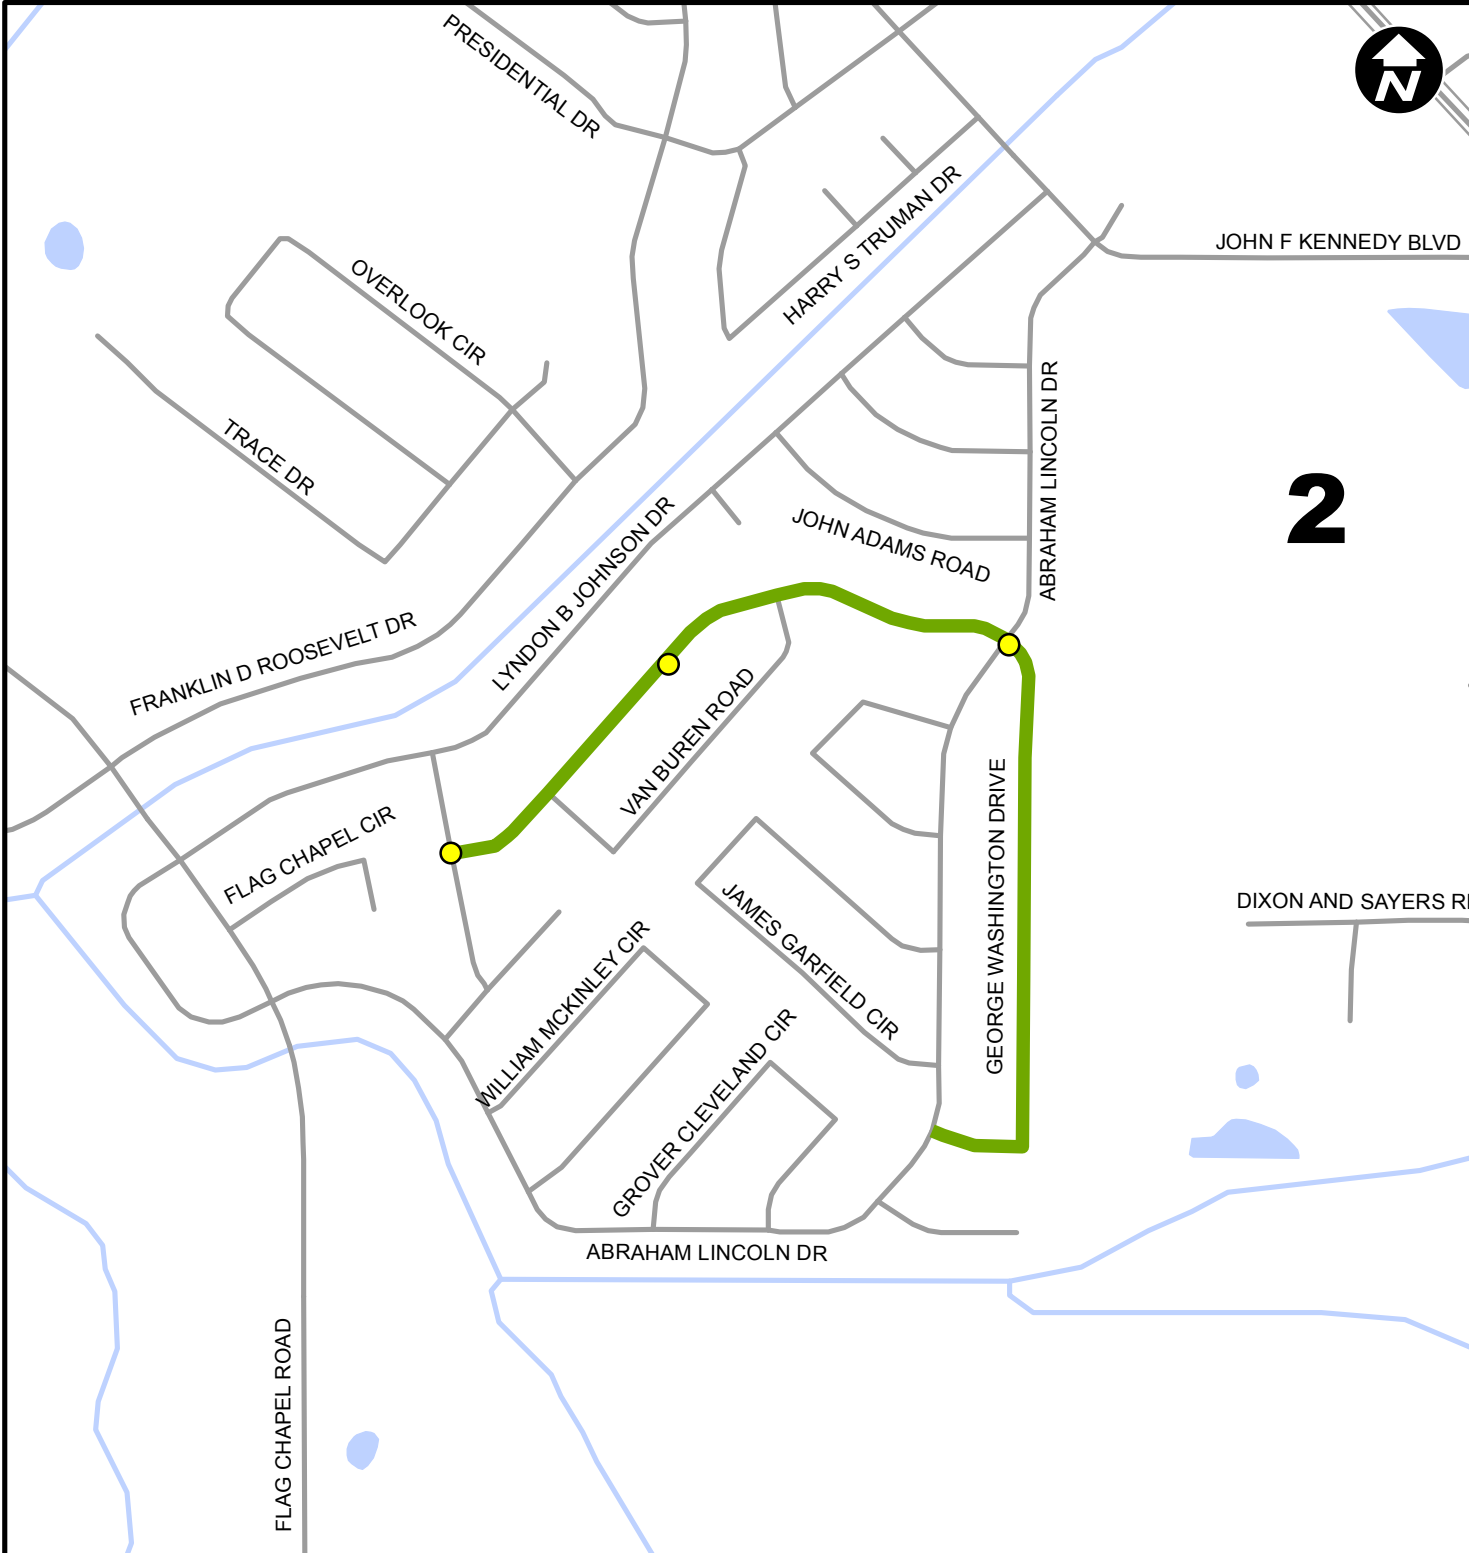 PRESIDENTIAL DR
N
HARRY S TRUMAN DR
JOHN F KENNEDY BLVD
OVERLOOK CIR
TRACE DR
ABRAHAM LINCOLN DR
2
LYNDON B JOHNSON DR
JOHN ADAMS ROAD
FRANKLIN D ROOSEVELT DR
VAN BUREN ROAD
FLAG CHAPEL CIR
GEORGE WASHINGTON DRIVE
JAMES GARFIELD CIR
DIXON AND SAYERS
WILLIAM MCKINLEY CIR
GROVER CLEVELAND CIR
ABRAHAM LINCOLN DR
FLAG CHAPEL ROAD